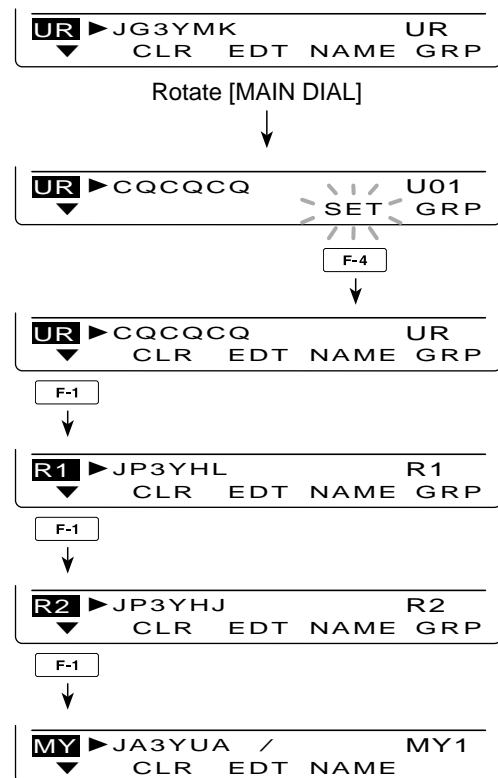 UR ►JG3YMK UR
▼ CLR EDT NAME GRP
Rotate [MAIN DIAL]
UR ►CQCQCQ U01
▼ SET GRP
F-4
UR ►CQCQCQ UR
▼ CLR EDT NAME GRP
F-1
R1 ►JP3YHL R1
▼ CLR EDT NAME GRP
F-1
R2 ►JP3YHJ R2
▼ CLR EDT NAME GRP
F-1
MY ►JA3YUA / MY1
▼ CLR EDT NAME